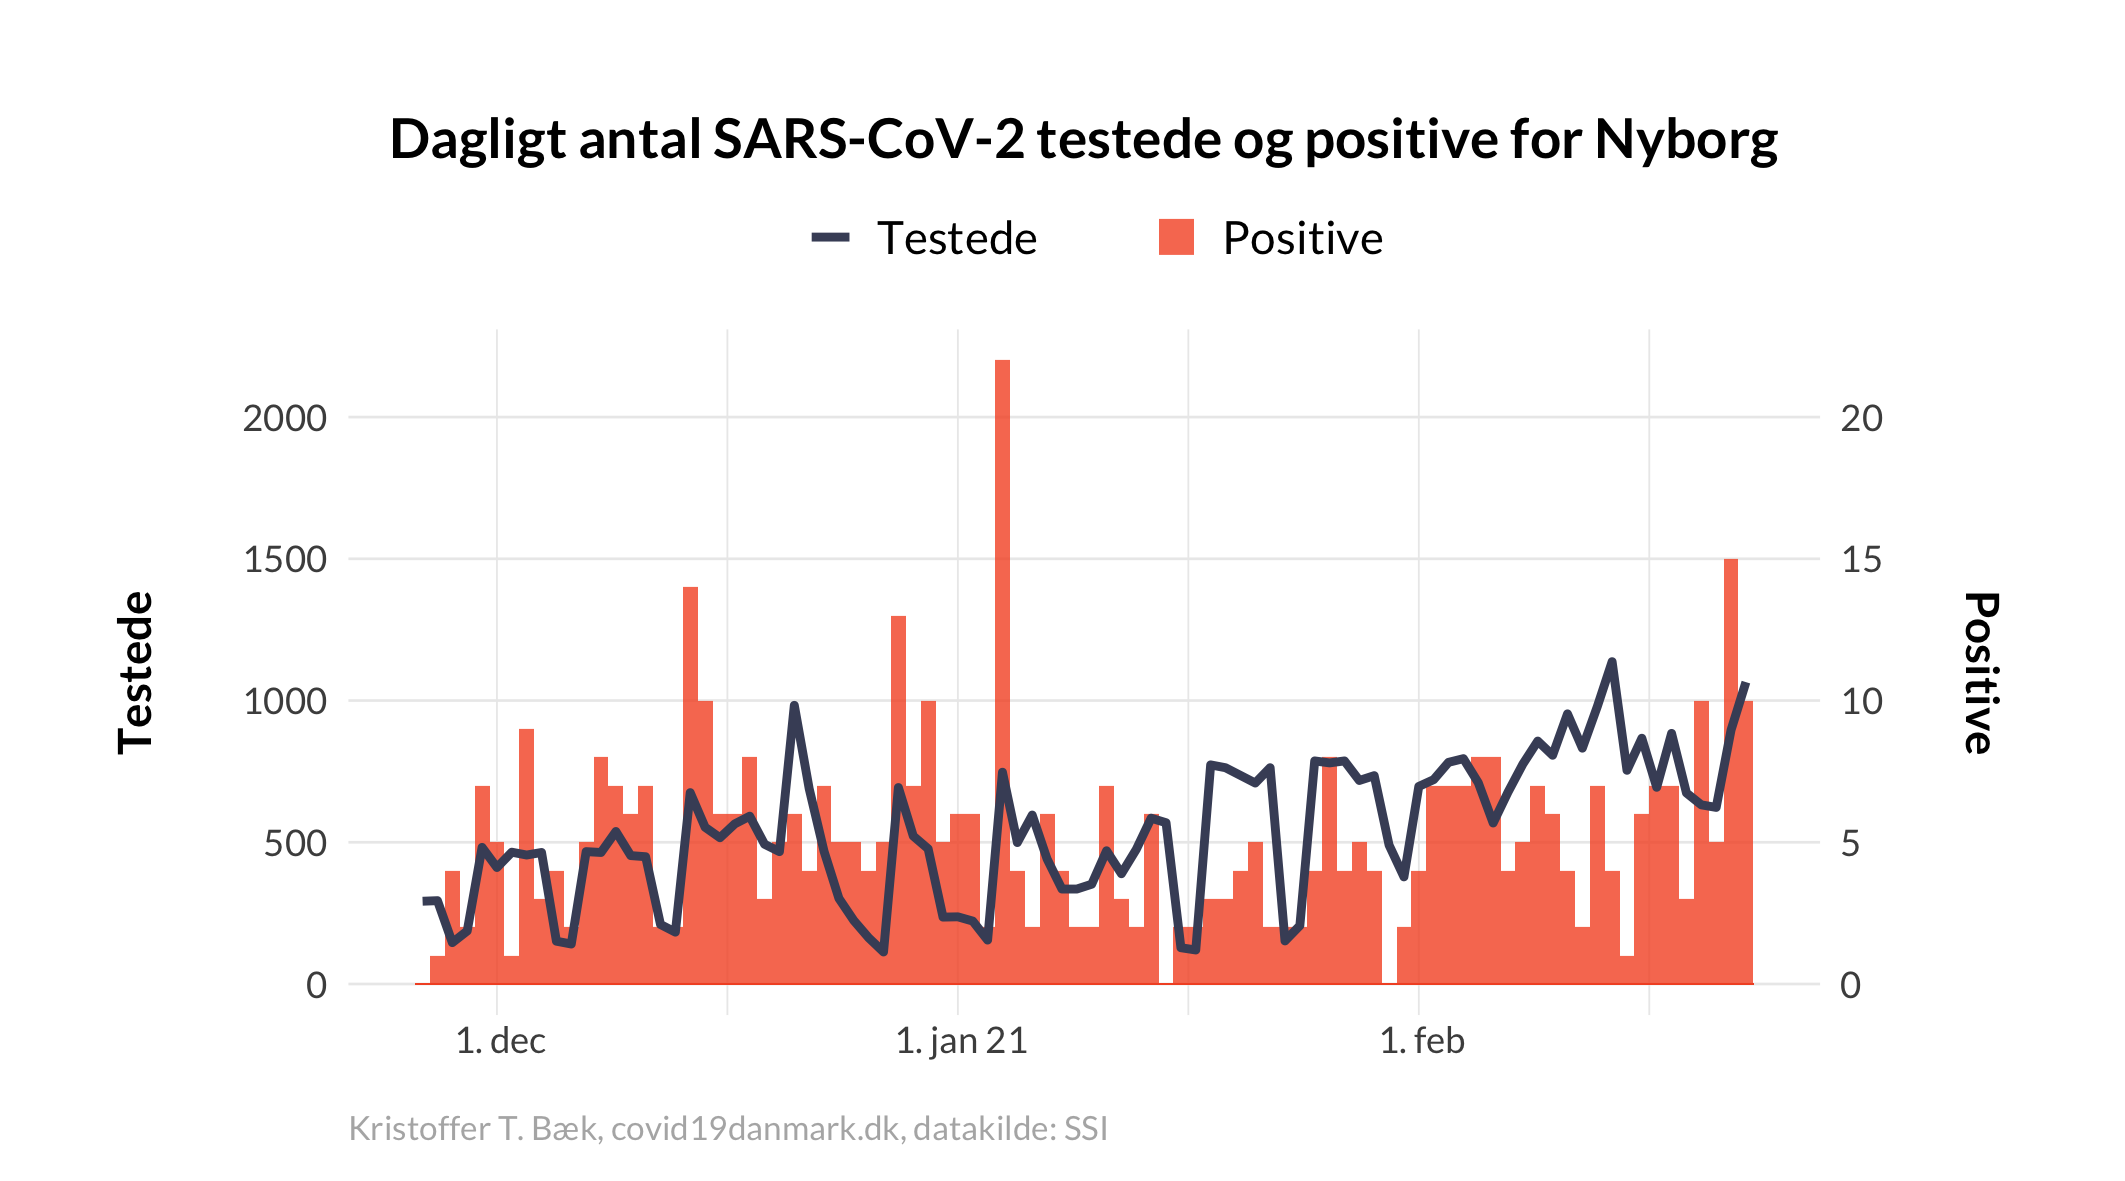 Dagligt antal SARS-CoV-2 testede og positive for Nyborg
Testede
Positive
2000
1500
1000
500
0
20
15
10
5
0
Testede
Positive
1. dec
1. jan 21
1. feb
Kristoffer T. Bæk, covid19danmark.dk, datakilde: SSI